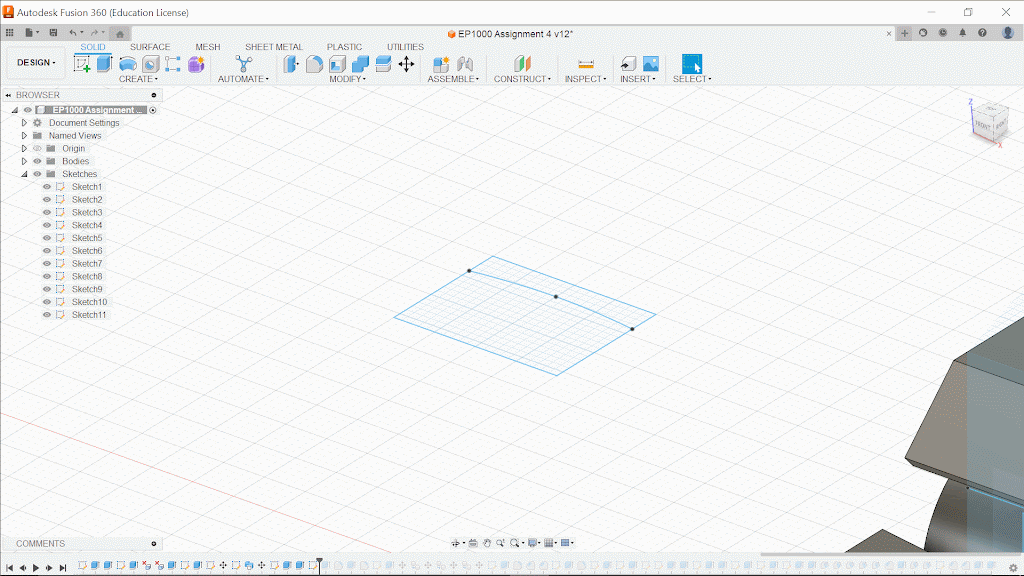 Autodesk Fusion 360 (Education License)
EP1000 Assignment 4 v12*
SOLID SURFACE MESH SHEET METAL PLASTIC UTILITIES
DESIGN
CREATE AUTOMATE MODIFY ASSEMBLE CONSTRUCT INSPECT INSERT SELECT
BROWSER
EP1000 Assignment ...
Document Settings
Named Views
Origin
Bodies
Sketches
Sketch1
Sketch2
Sketch3
Sketch4
Sketch5
Sketch6
Sketch7
Sketch8
Sketch9
Sketch10
Sketch11
Z
FRONT
X
COMMENTS